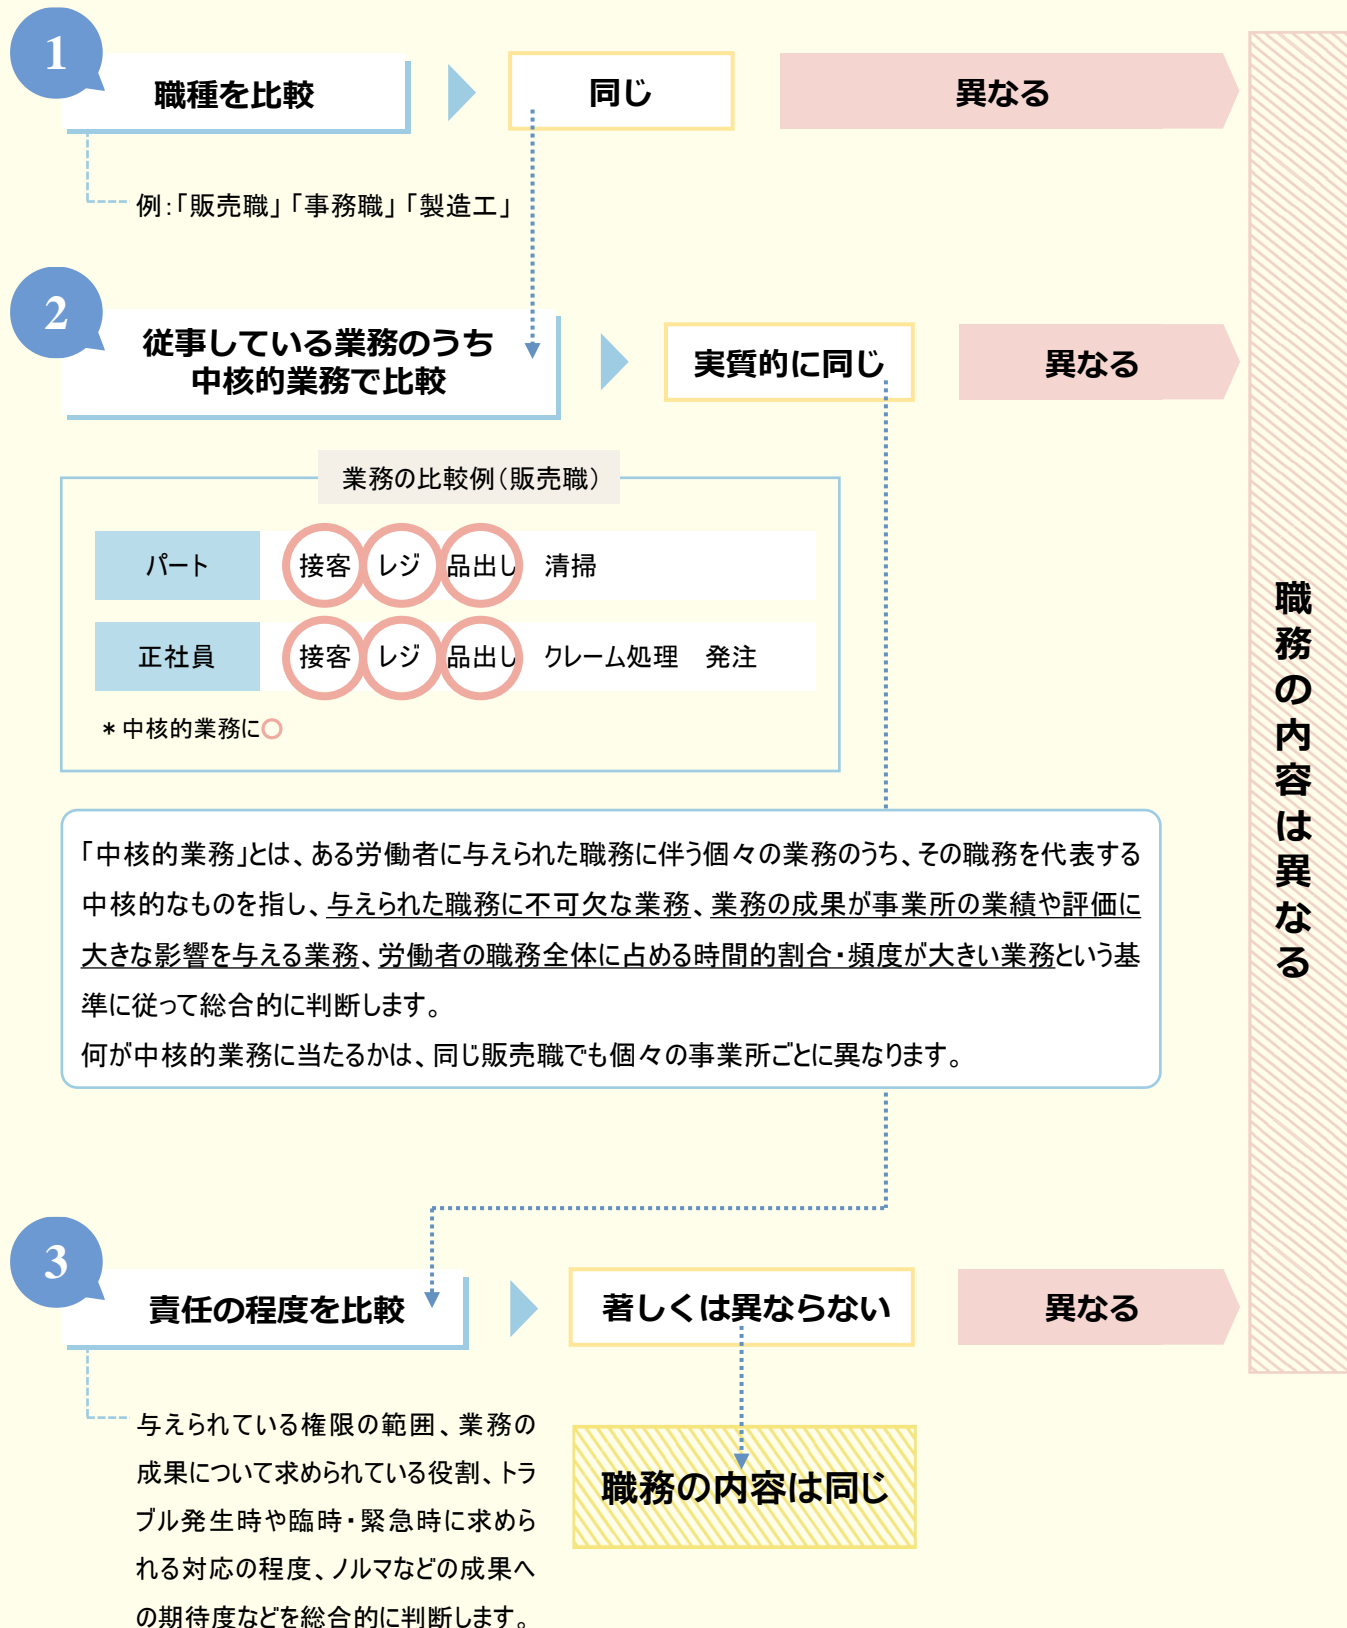 1
職種を比較
同じ
異なる
例:「販売職」「事務職」「製造工」
2
従事している業務のうち
中核的業務で比較
実質的に同じ
異なる
業務の比較例(販売職)
パート 接客 レジ 品出し 清掃
正社員 接客 レジ 品出し クレーム処理 発注
*中核的業務に○
「中核的業務」とは、ある労働者に与えられた職務に伴う個々の業務のうち、その職務を代表する
中核的なものを指し、与えられた職務に不可欠な業務、業務の成果が事業所の業績や評価に
大きな影響を与える業務、労働者の職務全体に占める時間的割合・頻度が大きい業務という基
準に従って総合的に判断します。
何が中核的業務に当たるかは、同じ販売職でも個々の事業所ごとに異なります。
3
責任の程度を比較
著しくは異ならない
異なる
与えられている権限の範囲、業務の
成果について求められている役割、トラ
ブル発生時や臨時・緊急時に求めら
れる対応の程度、ノルマなどの成果へ
の期待度などを総合的に判断します。
職務の内容は同じ
職務の内容は異なる